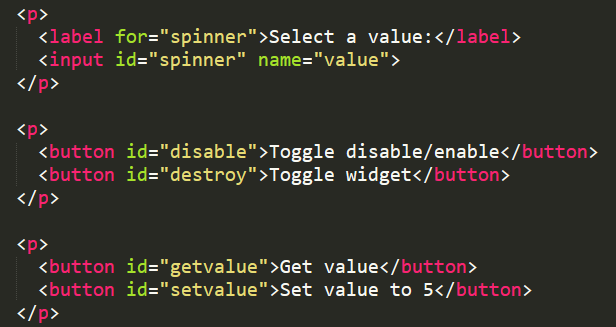 <p>
<label for="spinner">Select a value:</label>
<input id="spinner" name="value">
</p>
<p>
<button id="disable">Toggle disable/enable</button>
<button id="destroy">Toggle widget</button>
</p>
<p>
<button id="getvalue">Get value</button>
<button id="setvalue">Set value to 5</button>
</p>